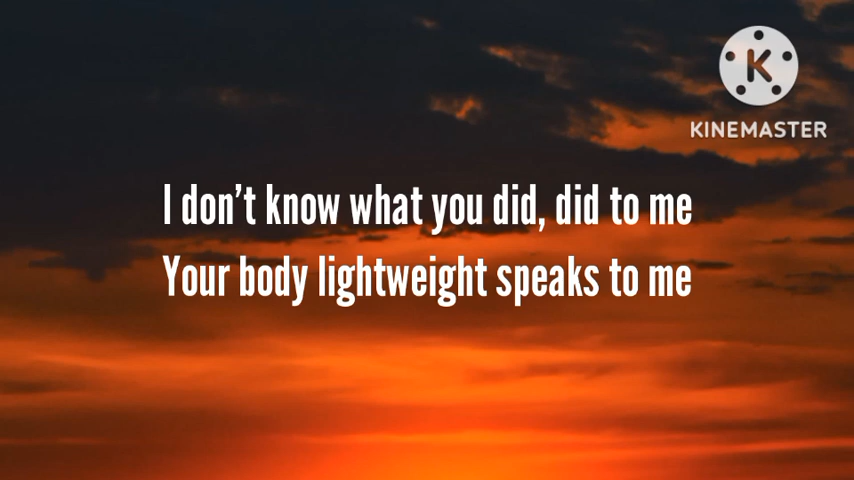 K
KINEMASTER
I don't know what you did, did to me
Your body lightweight speaks to me